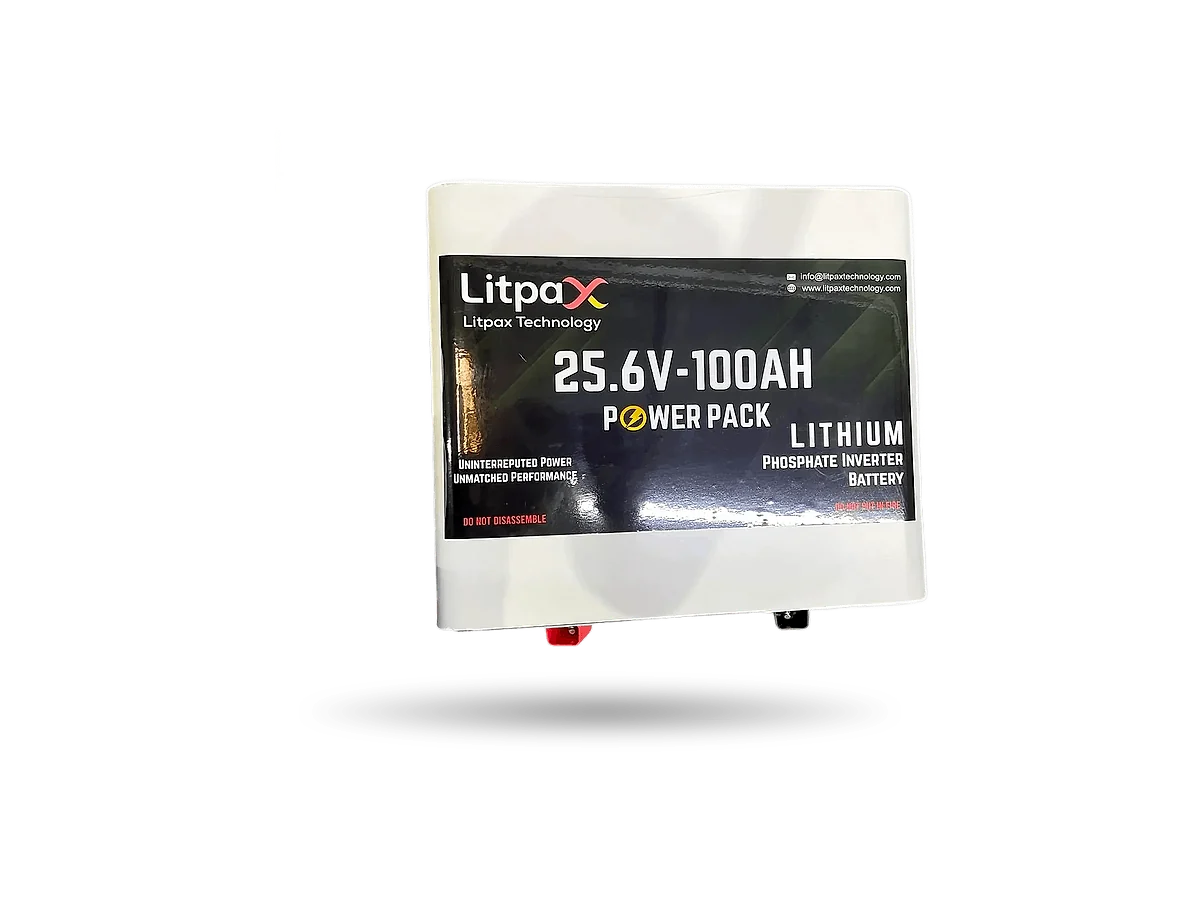 Litpax
Litpax Technology
info@litpaxtechnology.com
www.litpaxtechnology.com
25.6V-100AH
POWER PACK
LITHIUM
PHOSPHATE INVERTER
BATTERY
UNINTERREPUTED POWER
UNMATCHED PERFORMANCE
DO NOT DISASSEMBLE